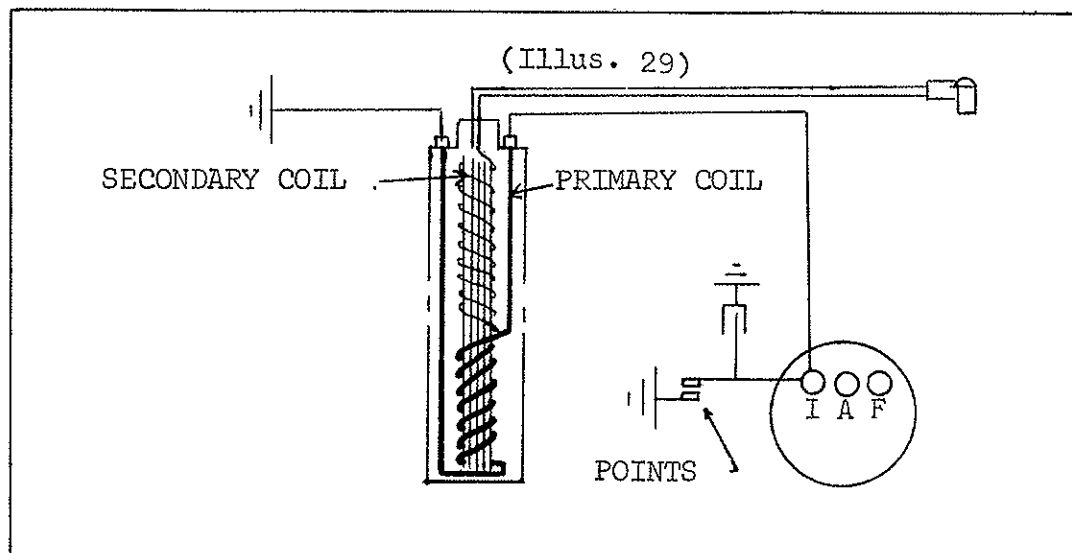 (Illus. 29)
SECONDARY COIL
PRIMARY COIL
I A F
POINTS